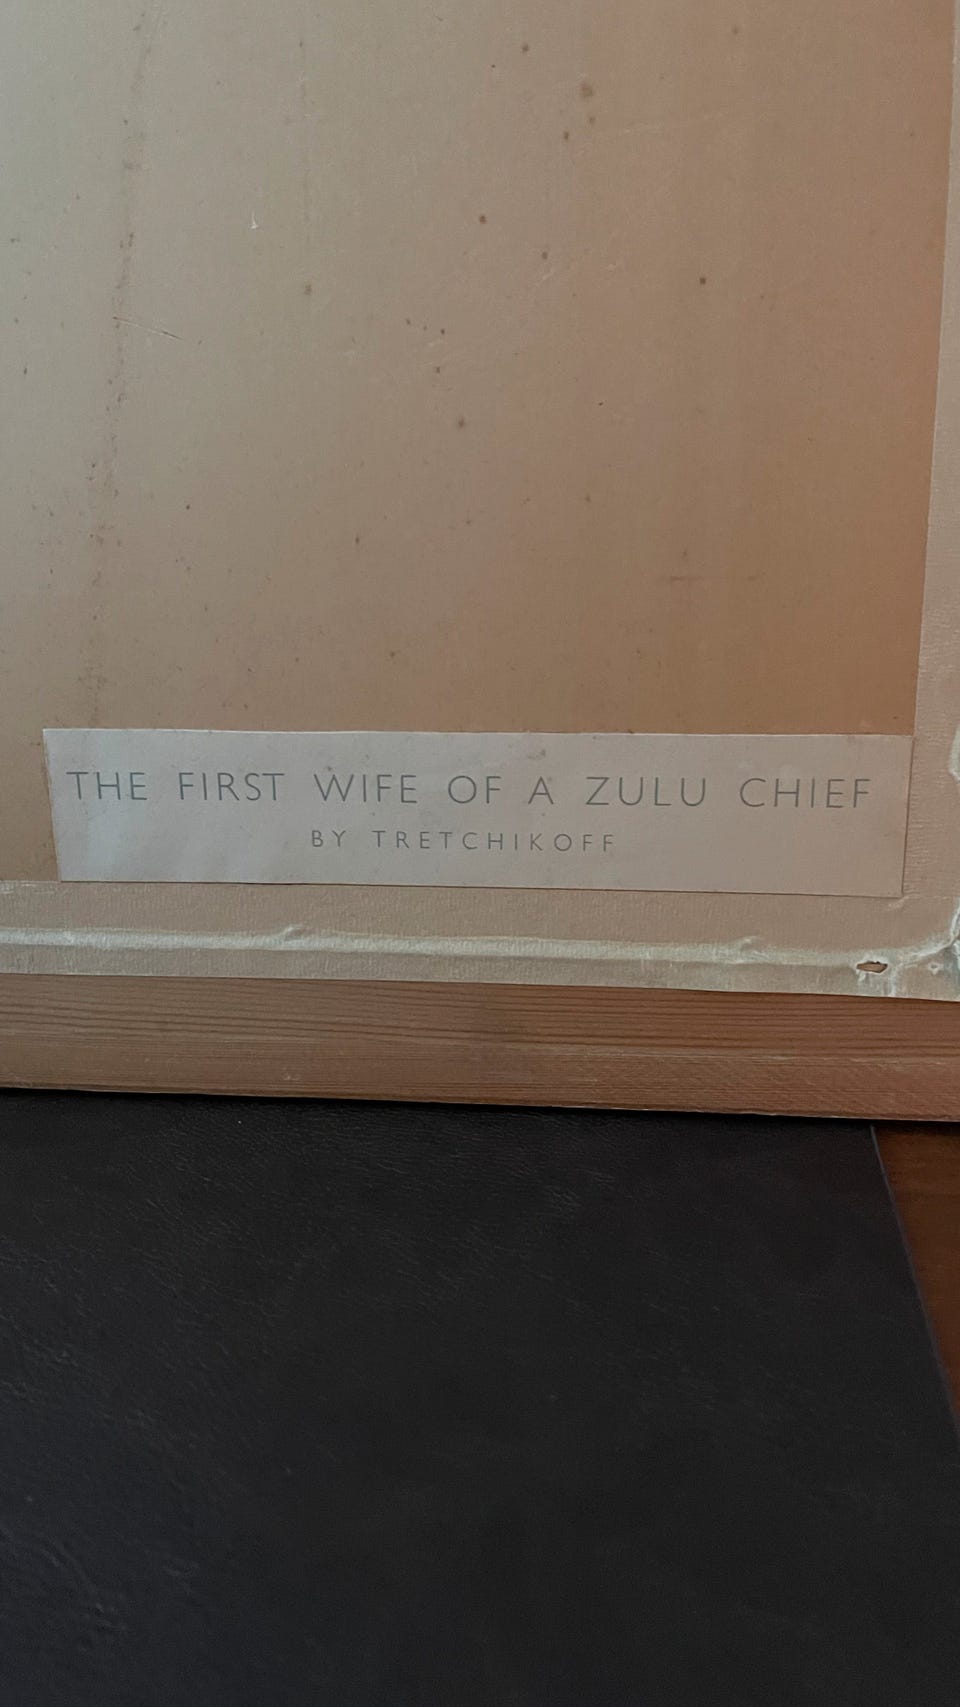 THE FIRST WIFE OF A ZULU CHIEF
BY TRETCHIKOFF